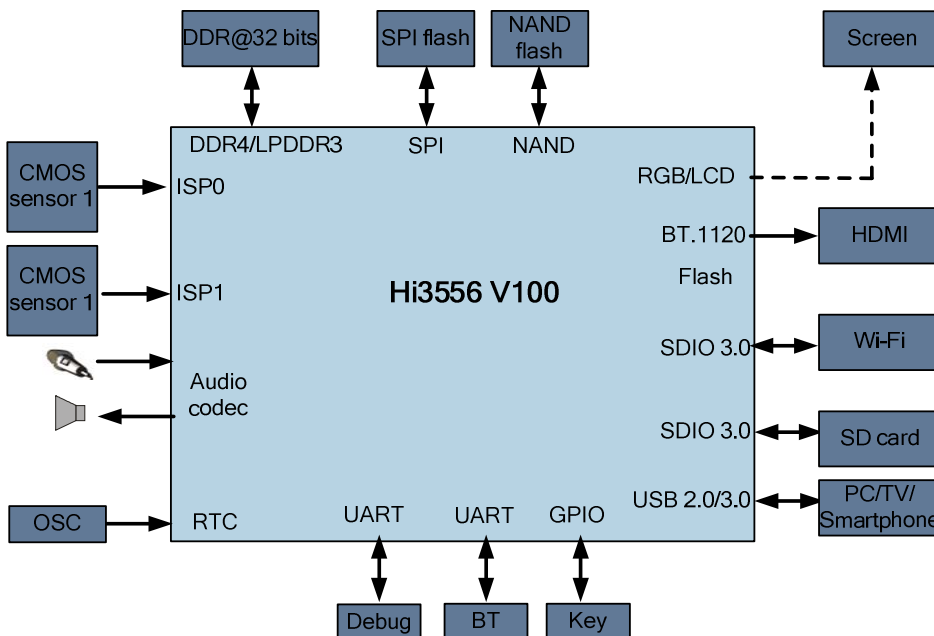 DDR@32 bits
SPI flash
NAND
flash
Screen
DDR4/LPDDR3
SPI
NAND
CMOS
sensor 1
ISP0
RGB/LCD
BT.1120
HDMI
Flash
CMOS
sensor 1
ISP1
Hi3556 V100
SDIO 3.0
Wi-Fi
Audio
codec
SDIO 3.0
SD card
USB 2.0/3.0
PC/TV/
Smartphone
OSC
RTC
UART
UART
GPIO
Debug
BT
Key